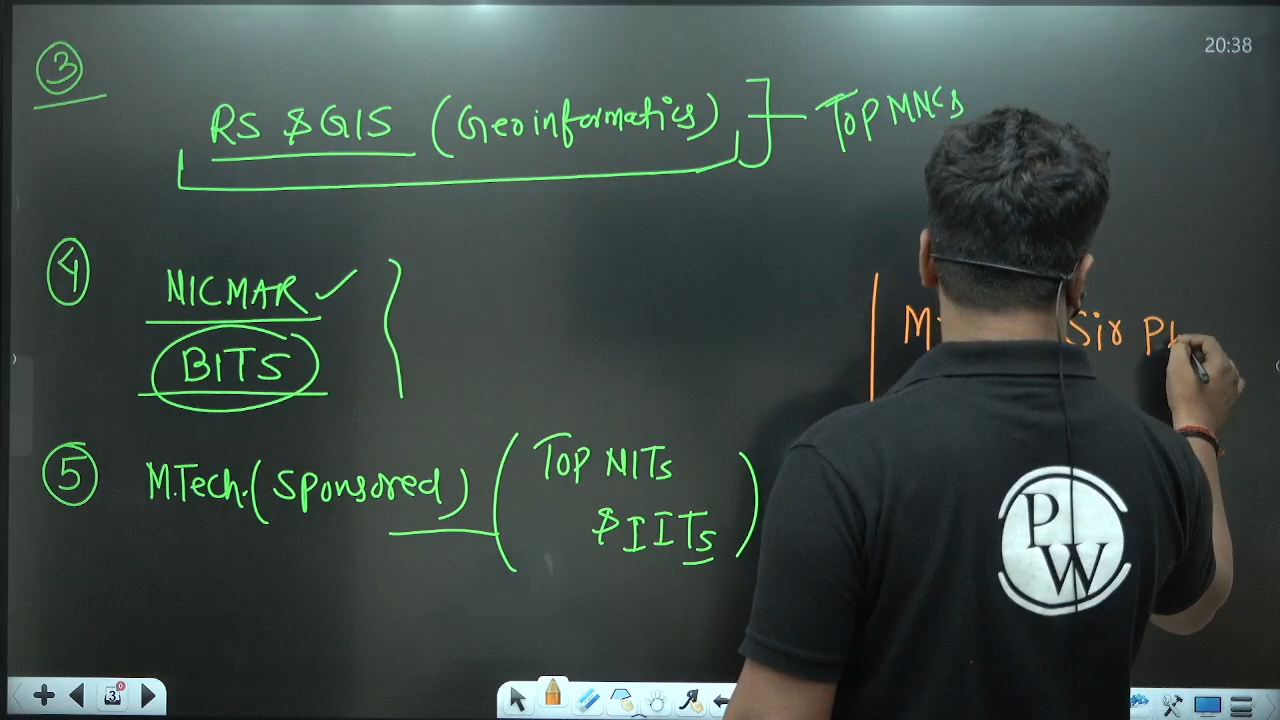 20:38
③
RS & GIS (Geoinformatics) TOP MNCs
④
NICMAR ✓
BITS
Sir
⑤ M.Tech. (Sponsored) (TOP NITs
& IITs)
PW
3